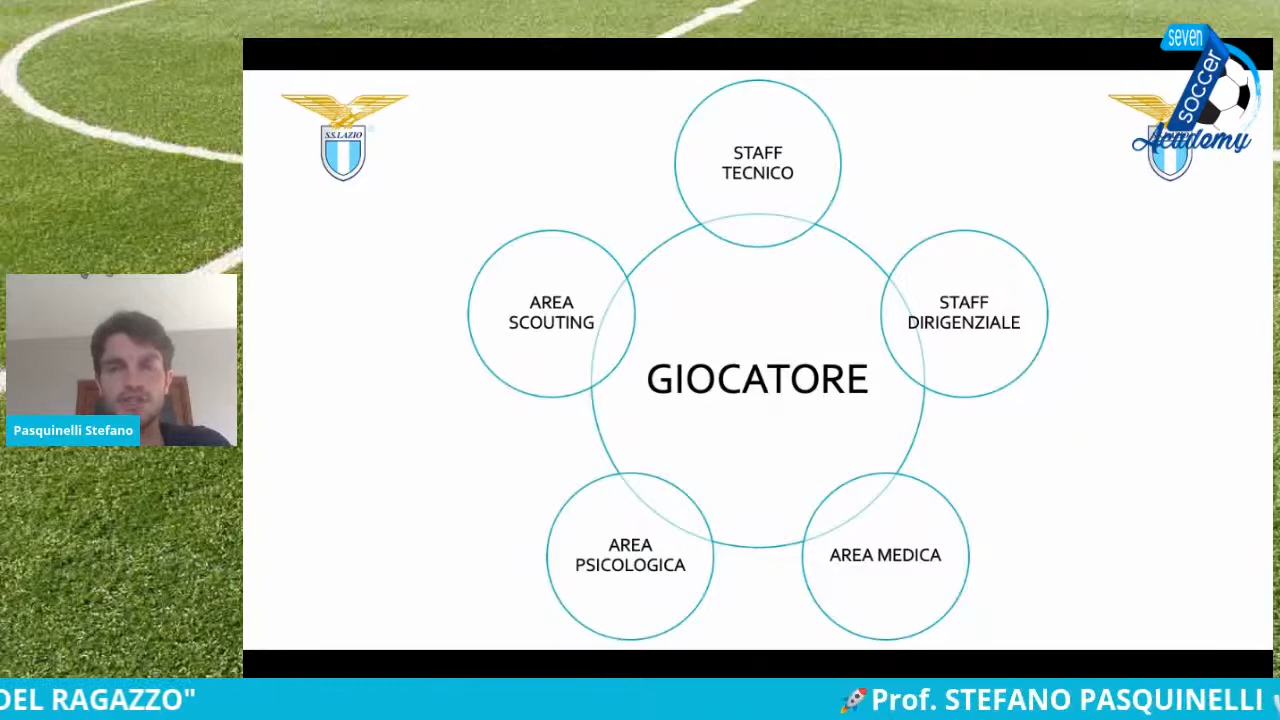 seven
soccer
Academy
S.S.LAZIO
STAFF
TECNICO
AREA
SCOUTING
STAFF
DIRIGENZIALE
GIOCATORE
AREA
PSICOLOGICA
AREA MEDICA
Pasquinelli Stefano
DEL RAGAZZO" 🚀Prof. STEFANO PASQUINELLI